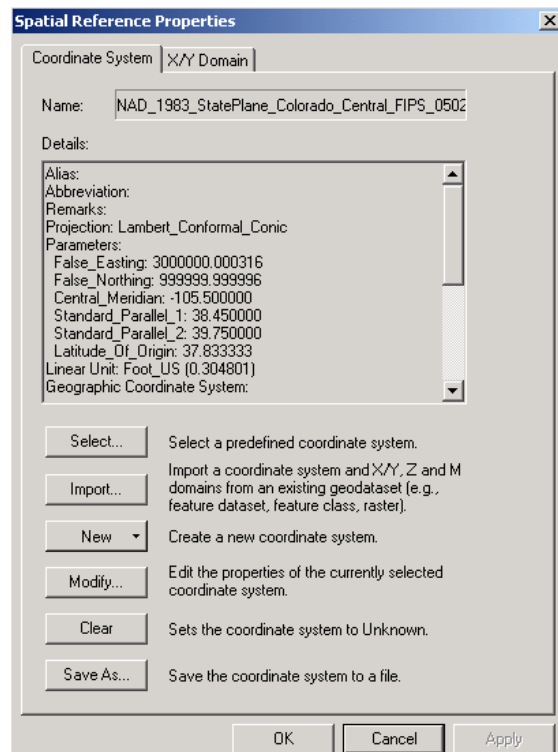 Spatial Reference Properties
Coordinate System
X/Y Domain
Name:
NAD_1983_StatePlane_Colorado_Central_FIPS_0502
Details:
Alias:
Abbreviation:
Remarks:
Projection: Lambert_Conformal_Conic
Parameters:
False_Easting: 3000000.000316
False_Northing: 999999.999996
Central_Meridian: -105.500000
Standard_Parallel_1: 38.450000
Standard_Parallel_2: 39.750000
Latitude_Of_Origin: 37.833333
Linear Unit: Foot_US (0.304801)
Geographic Coordinate System:
Select...
Select a predefined coordinate system.
Import...
Import a coordinate system and X/Y, Z and M
domains from an existing geodataset (e.g.,
feature dataset, feature class, raster).
New
Create a new coordinate system.
Modify...
Edit the properties of the currently selected
coordinate system.
Clear
Sets the coordinate system to Unknown.
Save As...
Save the coordinate system to a file.
OK
Cancel
Apply